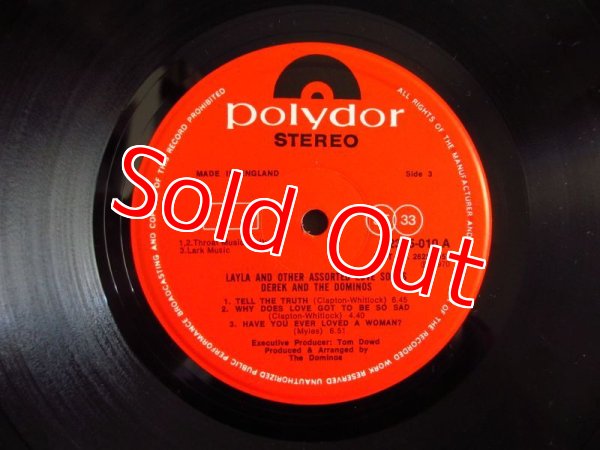 polydor
STEREO
MADE IN ENGLAND
Side 3
Sold Out
33
1,2. Throat Music
3. Lark Music
LAYLA AND OTHER ASSORTED LOVE SONGS
DEREK AND THE DOMINOS
1. TELL THE TRUTH (Clapton-Whitlock) 6.45
2. WHY DOES LOVE GOT TO BE SO SAD
(Clapton-Whitlock) 4.40
3. HAVE YOU EVER LOVED A WOMAN?
(Myles) 6.51
Executive Producer: Tom Dowd
Produced & Arranged by
The Dominos
ALL RIGHTS OF THE MANUFACTURER AND
OF THE RECORDED WORK RESERVED UNAUTHORIZED PUBLIC PERFORMANCE BROADCASTING AND
OF THIS RECORD PROHIBITED